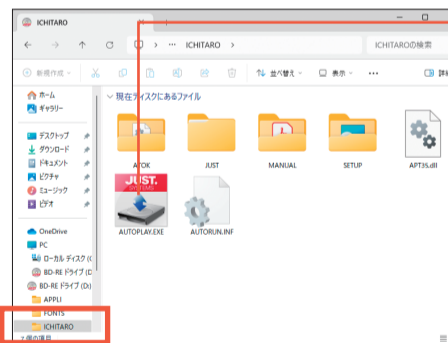 ICHITARO
ICHITARO
ICHITAROの検索
新規作成
並べ替え
表示
ホーム
ギャラリー
デスクトップ
ダウンロード
ドキュメント
ピクチャ
ミュージック
ビデオ
OneDrive
PC
ローカル ディスク (C
BD-RE ドライブ (D
BD-RE ドライブ (D:)
APPLI
FONTS
ICHITARO
7 個の項目
現在ディスクにあるファイル
ATOK
JUST
MANUAL
SETUP
APT35.dll
JUST.
SYSTEMS
AUTOPLAY.EXE
AUTORUN.INF